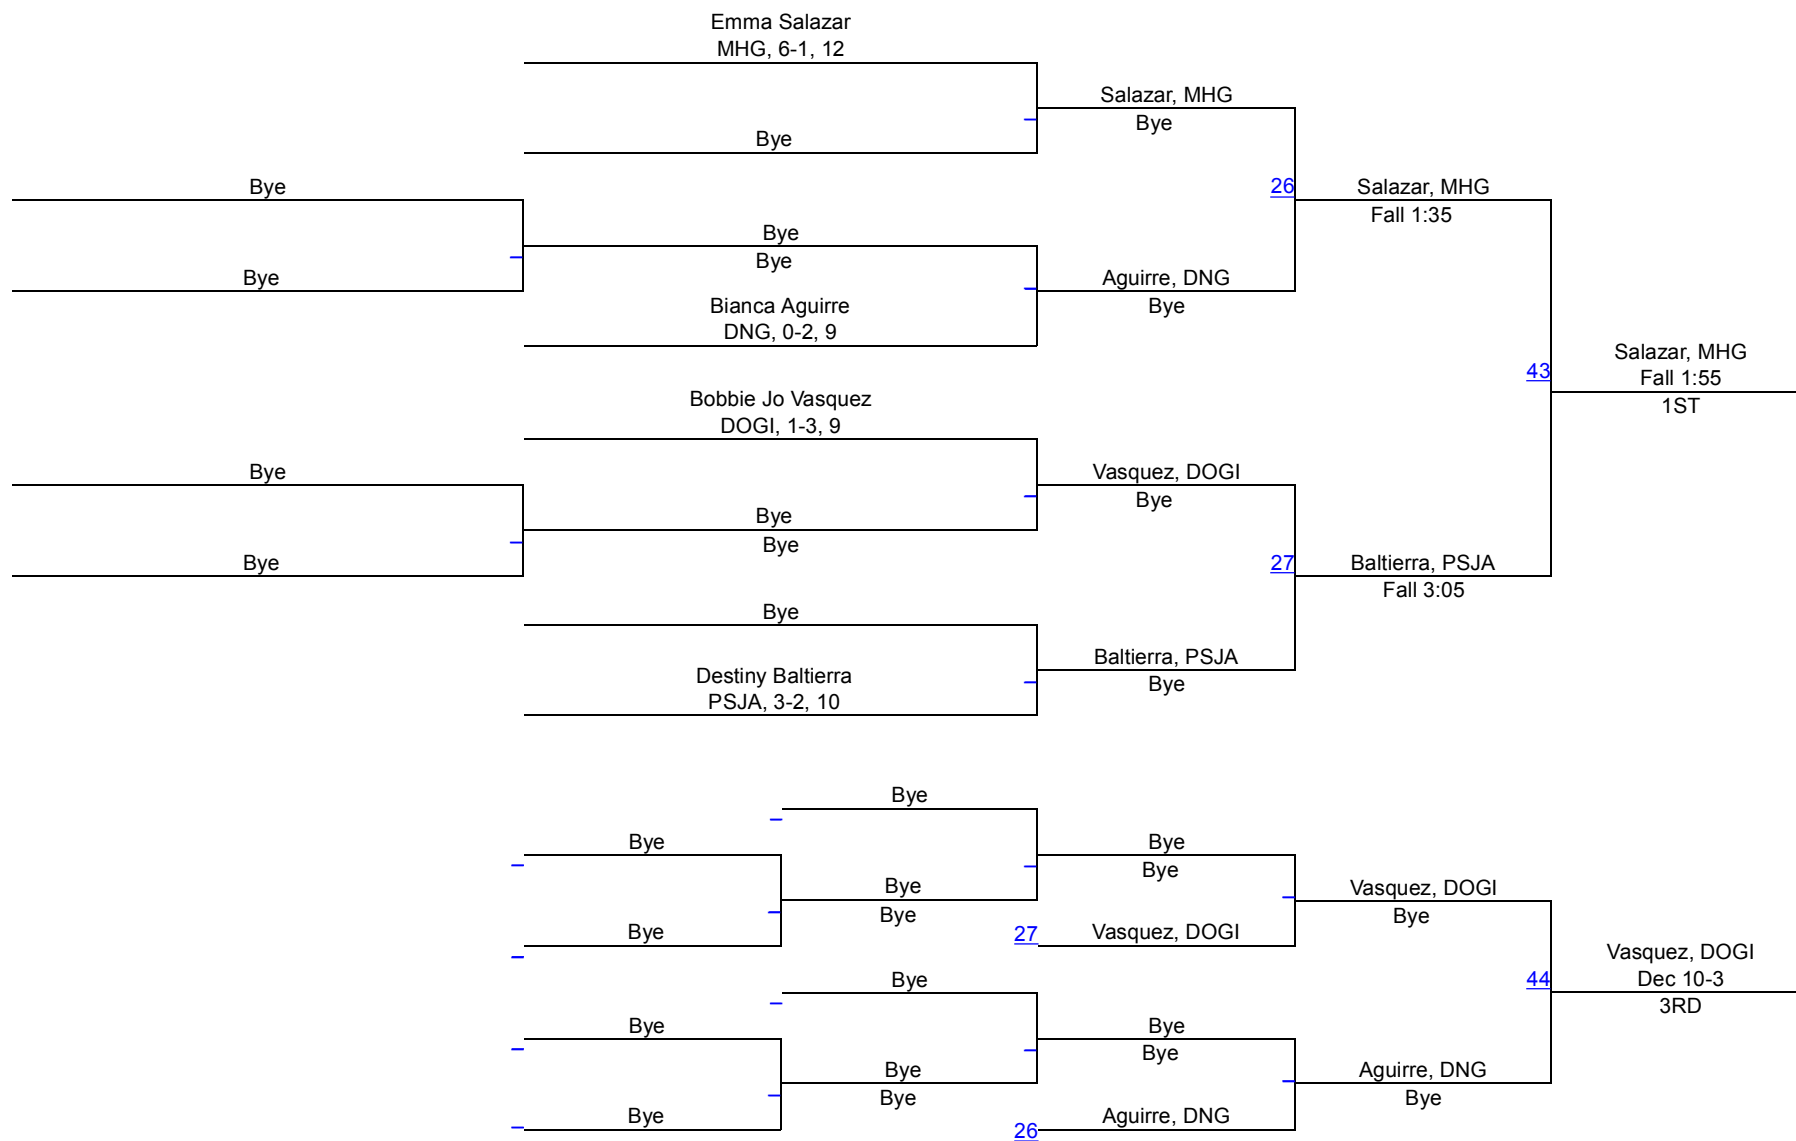 Emma Salazar
MHG, 6-1, 12
Salazar, MHG
Bye
Bye
Bye
26
Salazar, MHG
Fall 1:35
Bye
Bye
Bye
Aguirre, DNG
Bye
Bianca Aguirre
DNG, 0-2, 9
Salazar, MHG
43
Fall 1:55
1ST
Bobbie Jo Vasquez
DOGI, 1-3, 9
Bye
Vasquez, DOGI
Bye
Bye
Bye
Bye
27
Baltierra, PSJA
Fall 3:05
Bye
Baltierra, PSJA
Bye
Destiny Baltierra
PSJA, 3-2, 10
Bye
Bye
Bye
Bye
Bye
Bye
Vasquez, DOGI
Bye
Bye
27
Vasquez, DOGI
Vasquez, DOGI
44
Dec 10-3
3RD
Bye
Bye
Bye
Bye
Bye
Bye
Aguirre, DNG
Bye
Bye
26
Aguirre, DNG